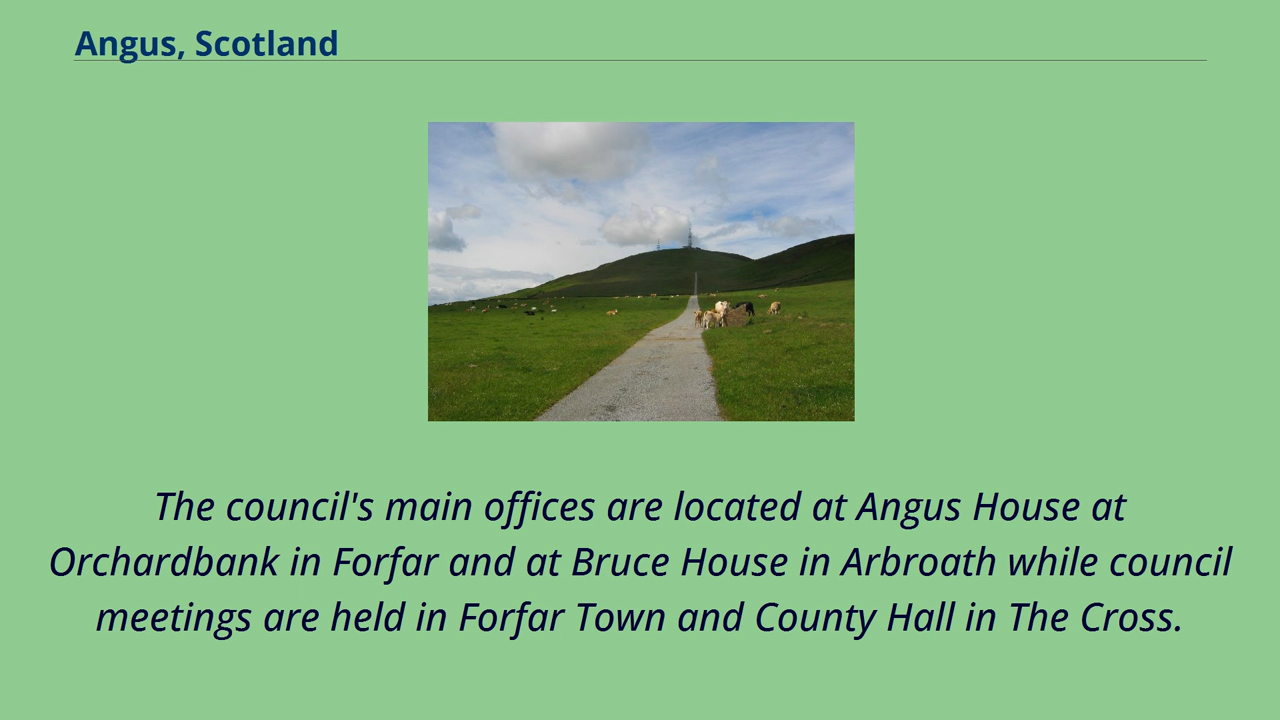 Angus, Scotland
The council's main offices are located at Angus House at
Orchardbank in Forfar and at Bruce House in Arbroath while council
meetings are held in Forfar Town and County Hall in The Cross.